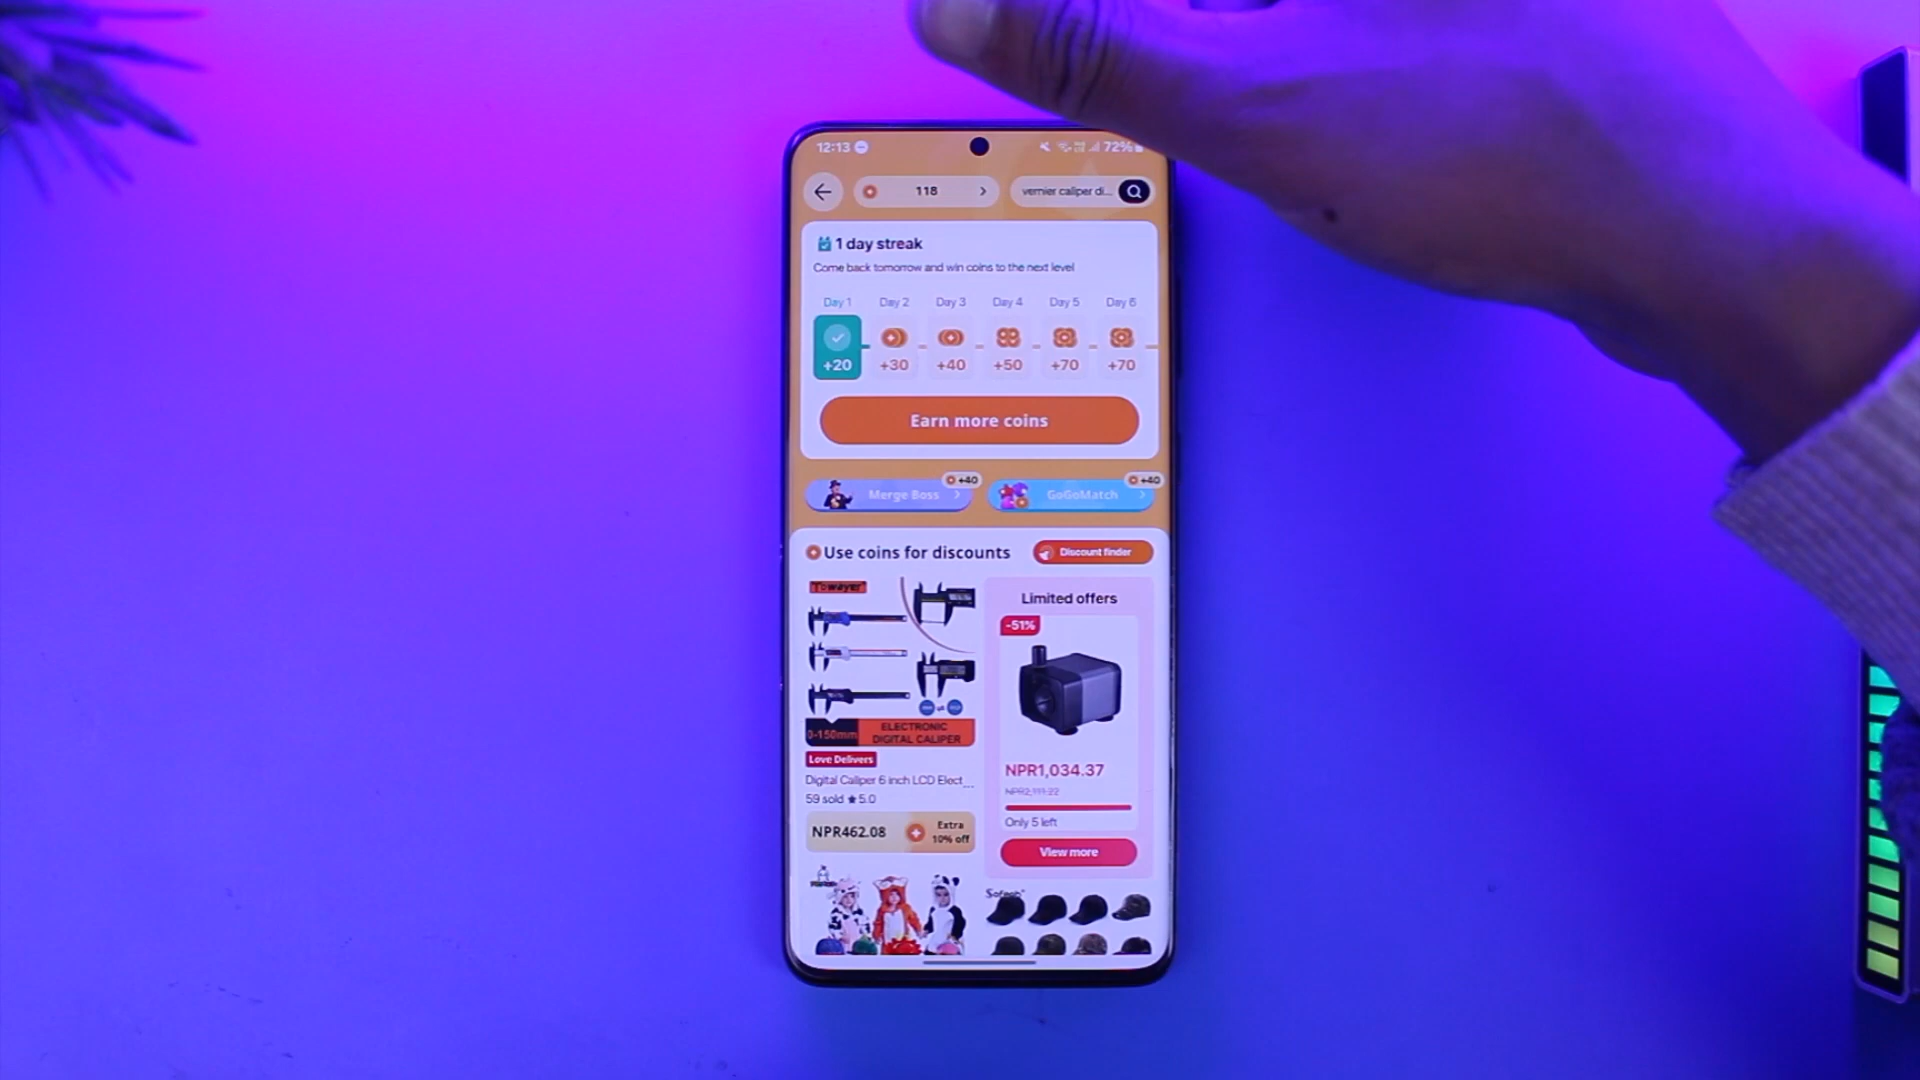 12:13
72%
118
vernier caliper di...
1 day streak
Come back tomorrow and win coins to the next level
Day 1
Day 2
Day 3
Day 4
Day 5
Day 6
+20
+30
+40
+50
+70
+70
Earn more coins
Merge Boss
+40
GoGoMatch
+40
Use coins for discounts
Discount finder
Towayer
0-150mm
ELECTRONIC
DIGITAL CALIPER
Love Delivers
Digital Caliper 6 inch LCD Elect...
59 sold ★5.0
NPR462.08
Extra
10% off
Limited offers
-51%
NPR1,034.37
NPR2,111.22
Only 5 left
View more